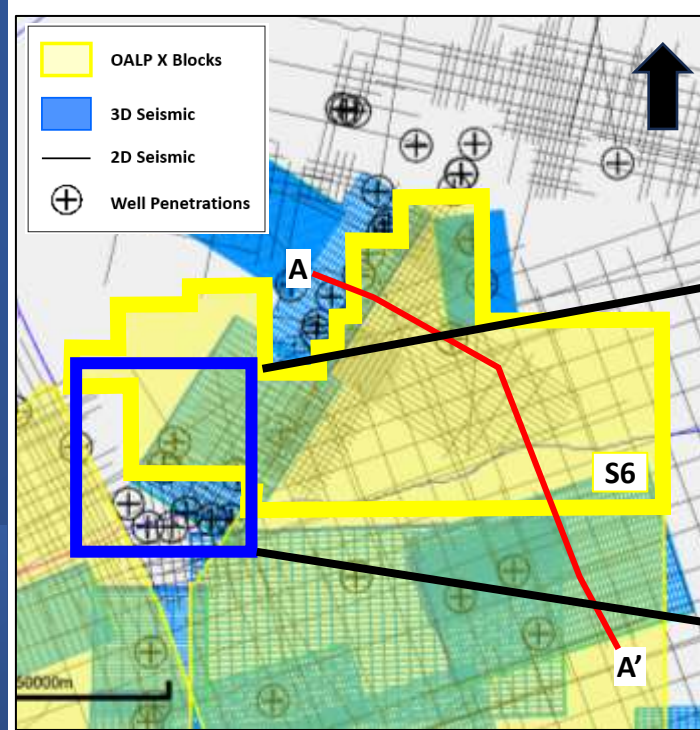 OALP X Blocks
3D Seismic
2D Seismic
Well Penetrations
A
S6
A’
50000m